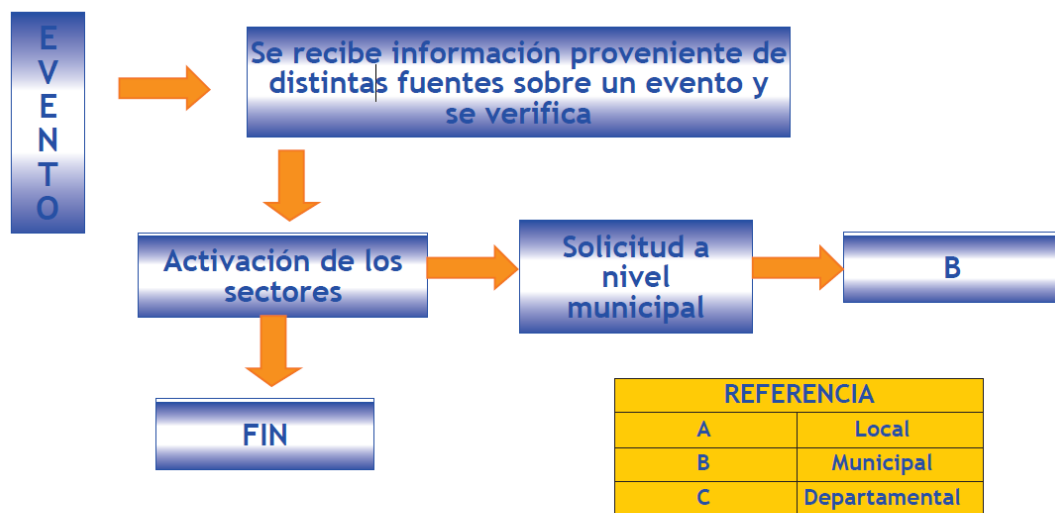 EVENTO
Se recibe información proveniente de
distintas fuentes sobre un evento y
se verifica
Activación de los
sectores
Solicitud a
nivel
municipal
B
FIN
REFERENCIA
A Local
B Municipal
C Departamental